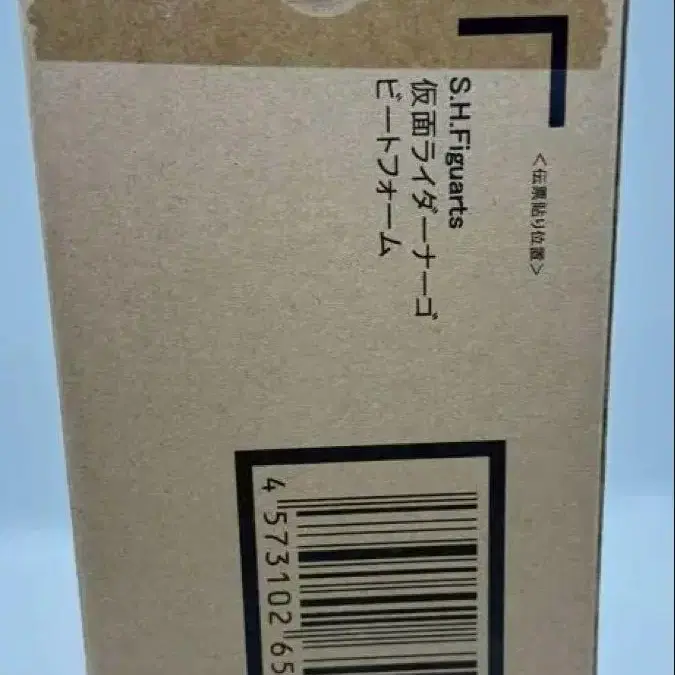 ＜伝票貼り位置＞
S.H.Figuarts
仮面ライダーナーゴ
ビートフォーム
4 573102 65